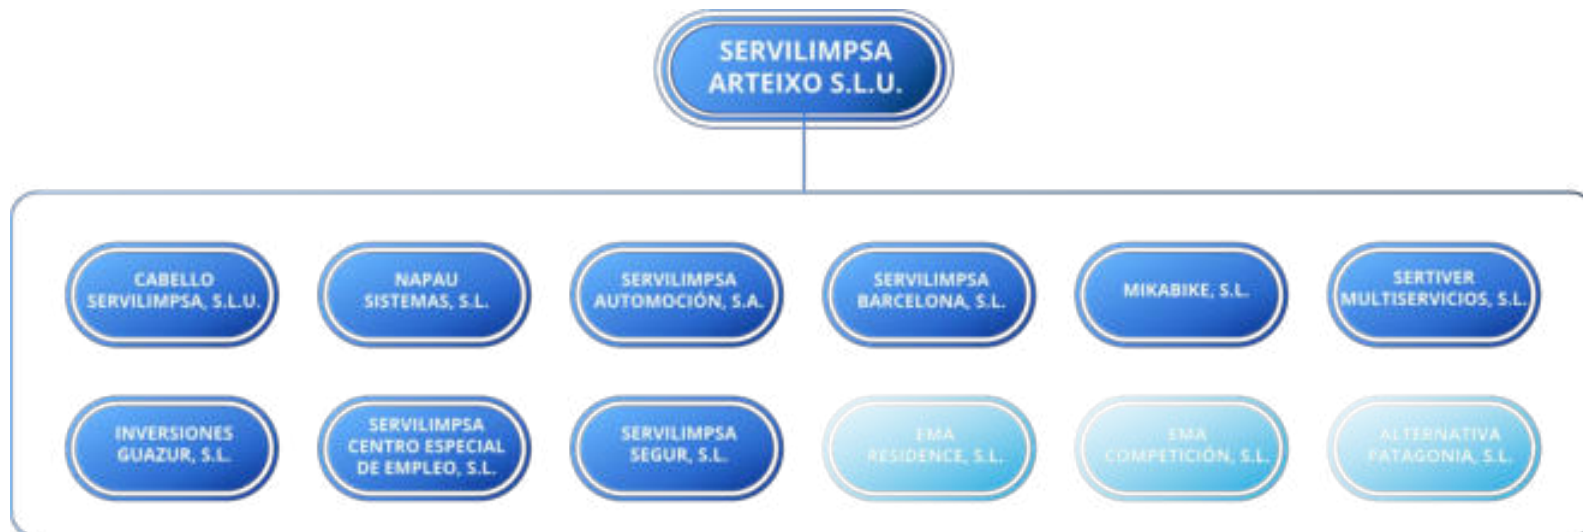 SERVILIMPSA
ARTEIXO S.L.U.
CABELLO
SERVILIMPSA, S.L.U.
NAPAU
SISTEMAS, S.L.
SERVILIMPSA
AUTOMOCIÓN, S.A.
SERVILIMPSA
BARCELONA, S.L.
MIKABIKE, S.L.
SERTIVER
MULTISERVICIOS, S.L.
INVERSIONES
GUAZUR, S.L.
SERVILIMPSA
CENTRO ESPECIAL
DE EMPLEO, S.L.
SERVILIMPSA
SEGUR, S.L.
EMA
RESIDENCE, S.L.
EMA
COMPETICIÓN, S.L.
ALTERNATIVA
PATAGONIA, S.L.